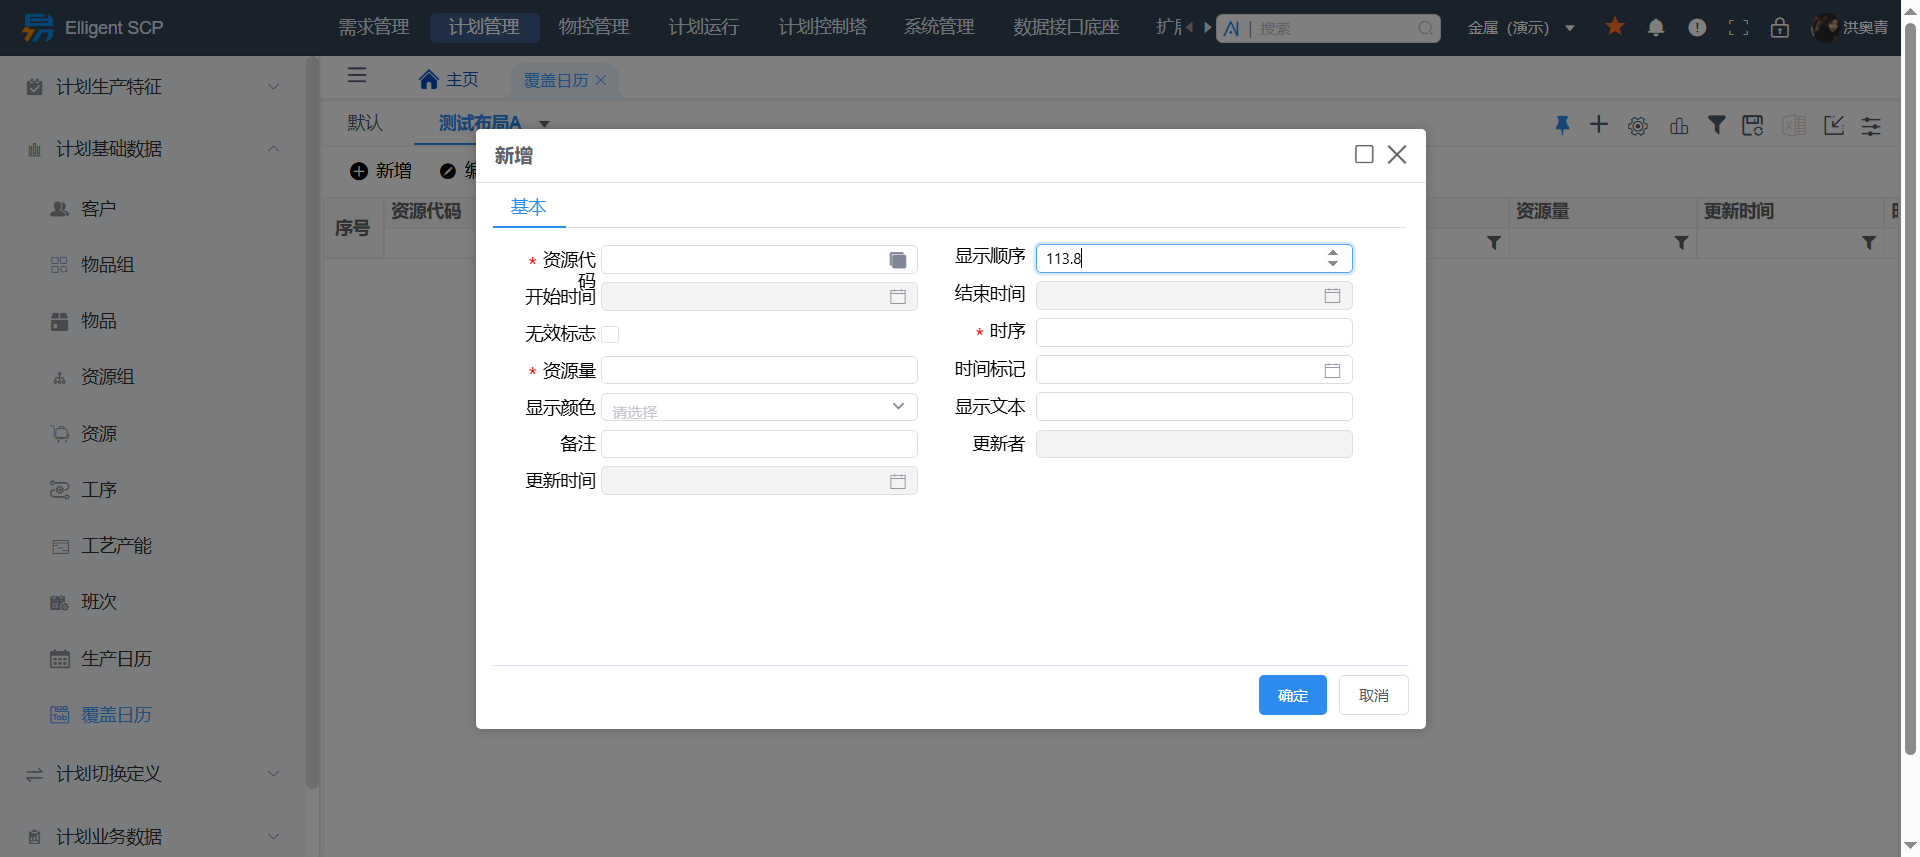 Elligent SCP
需求管理
计划管理
物控管理
计划运行
计划控制塔
系统管理
数据接口底座
AI | 搜索
金属 (演示)
洪奥青
计划生产特征
计划基础数据
客户
物品组
物品
资源组
资源
工序
工艺产能
班次
生产日历
覆盖日历
计划切换定义
计划业务数据
主页
覆盖日历
默认
测试布局A
新增
序号
资源代码
资源量
更新时间
新增
基本
* 资源代码
显示顺序
113.8
开始时间
结束时间
无效标志
* 时序
* 资源量
时间标记
显示颜色
请选择
显示文本
备注
更新者
更新时间
确定
取消